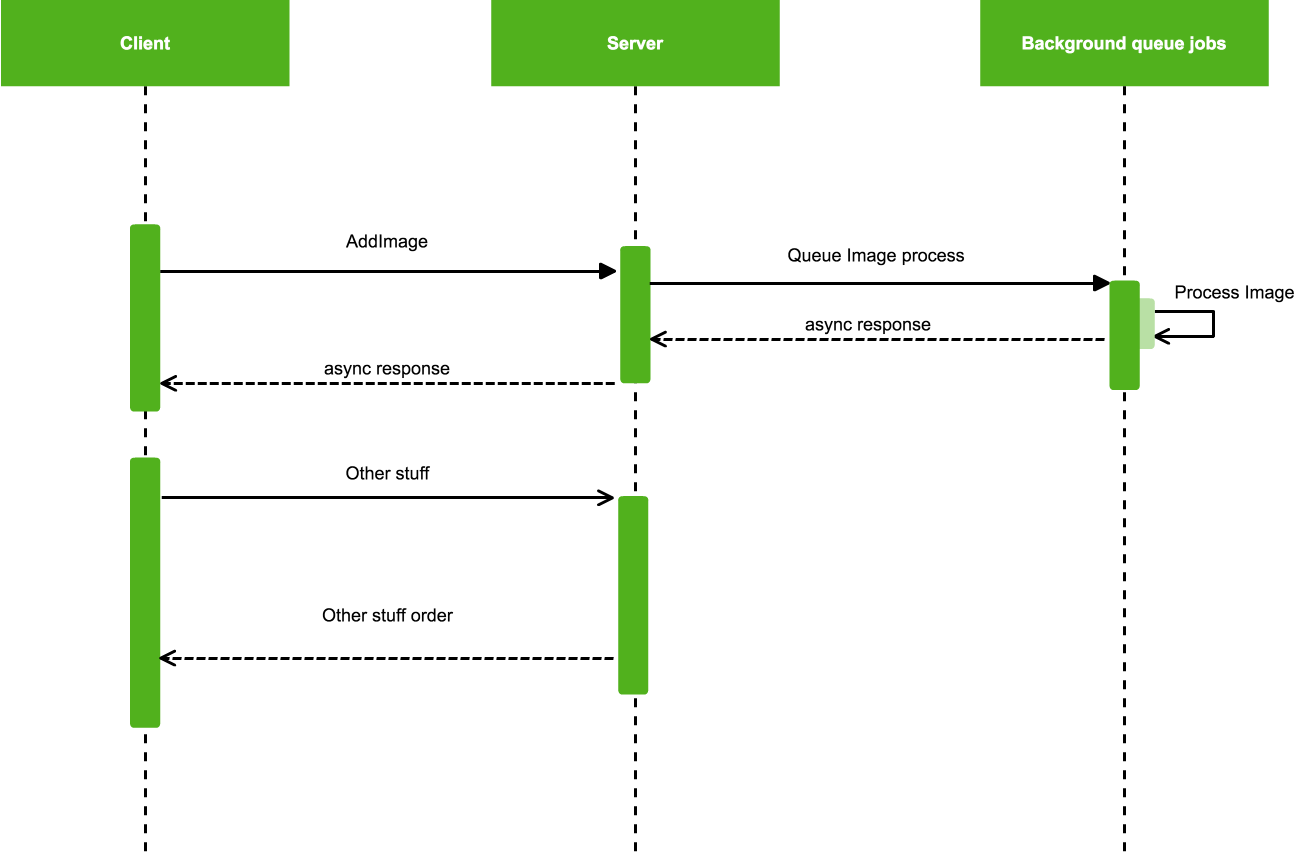 Client
Server
Background queue jobs
AddImage
Queue Image process
Process Image
async response
async response
Other stuff
Other stuff order